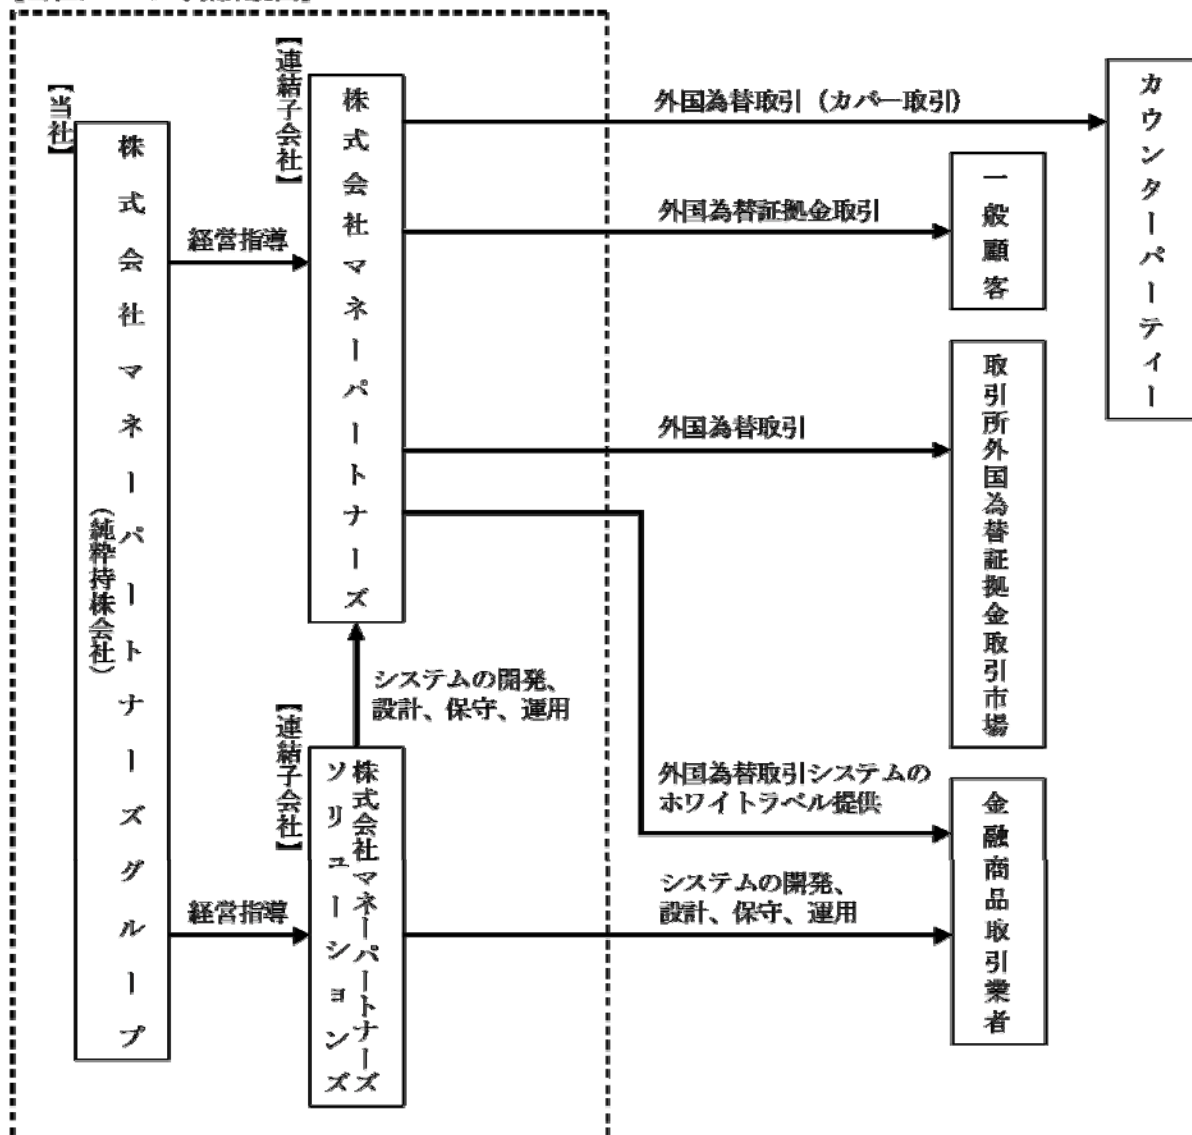 【当社】
株式会社マネーパートナーズグループ
(純粋持株会社)
経営指導
経営指導
【連結子会社】
株式会社マネーパートナーズ
システムの開発、
設計、保守、運用
【連結子会社】
株式会社マネーパートナーズ
ソリューションズ
外国為替取引(カバー取引)
外国為替証拠金取引
外国為替取引
外国為替取引システムの
ホワイトラベル提供
システムの開発、
設計、保守、運用
カウンターパーティー
一般顧客
取引所外国為替証拠金取引市場
金融商品取引業者